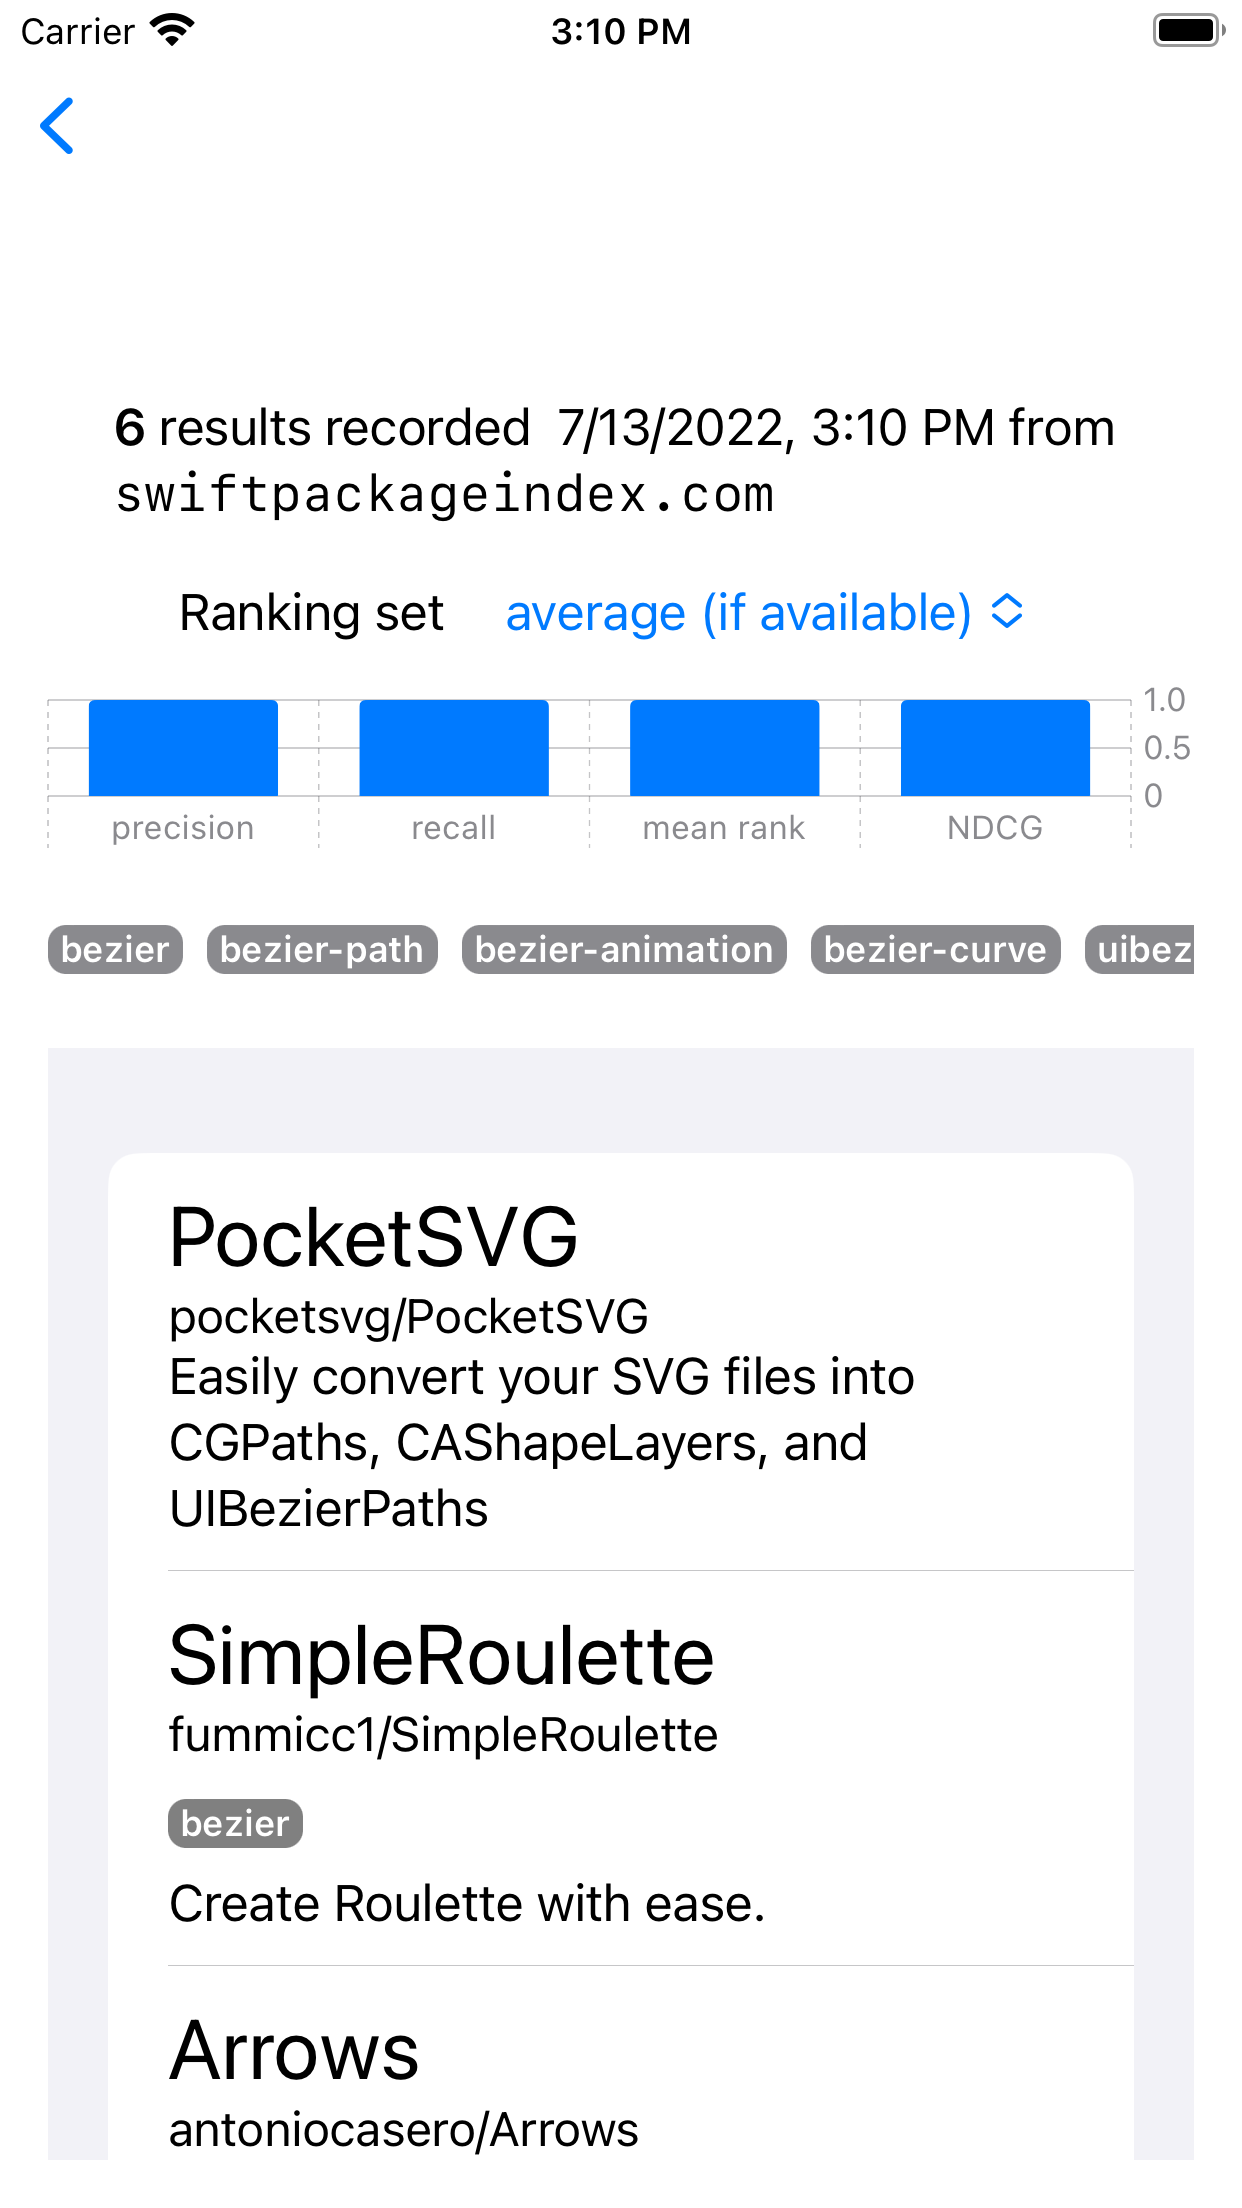 Carrier 3:10 PM
6 results recorded 7/13/2022, 3:10 PM from
swiftpackageindex.com
Ranking set average (if available)
1.0
0.5
0
precision recall mean rank NDCG
bezier bezier-path bezier-animation bezier-curve uibez
PocketSVG
pocketsvg/PocketSVG
Easily convert your SVG files into
CGPaths, CAShapeLayers, and
UIBezierPaths
SimpleRoulette
fummicc1/SimpleRoulette
bezier
Create Roulette with ease.
Arrows
antoniocasero/Arrows